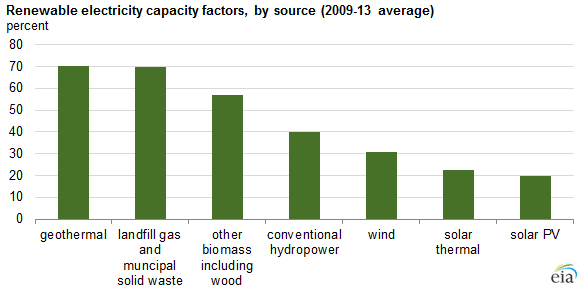 Renewable electricity capacity factors, by source (2009-13 average)
percent
80
70
60
50
40
30
20
10
0
geothermal
landfill gas
and
muncipal
solid waste
other
biomass
including
wood
conventional
hydropower
wind
solar
thermal
solar PV
eia